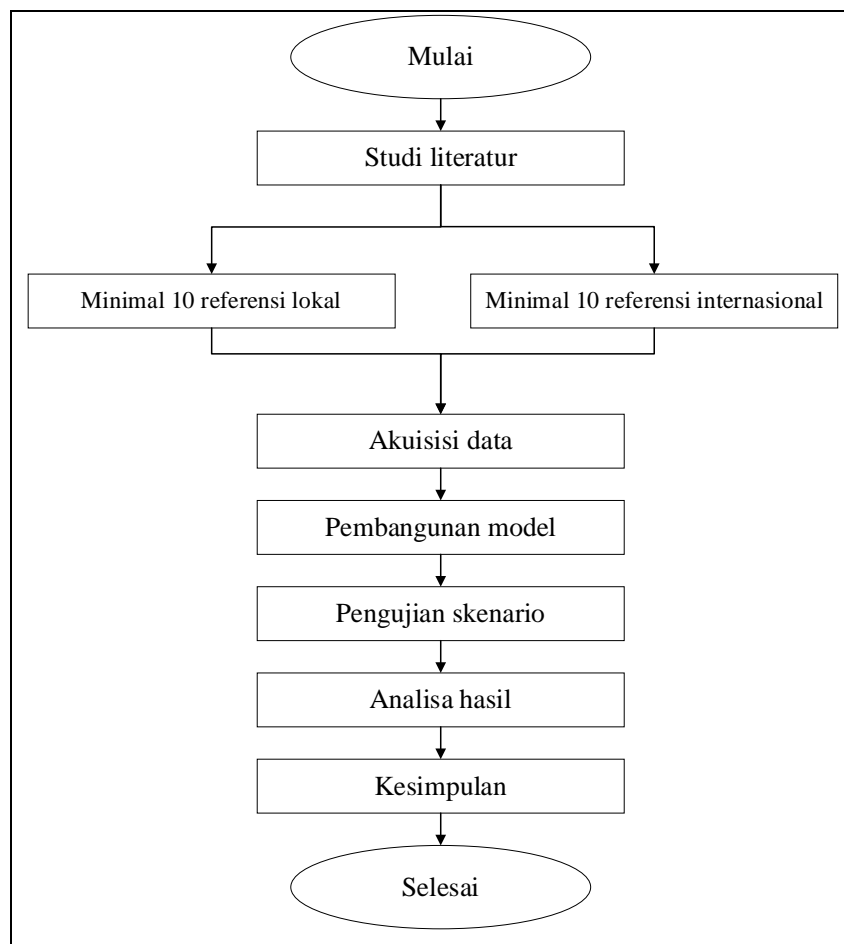 Mulai
Studi literatur
Minimal 10 referensi lokal
Minimal 10 referensi internasional
Akuisisi data
Pembangunan model
Pengujian skenario
Analisa hasil
Kesimpulan
Selesai